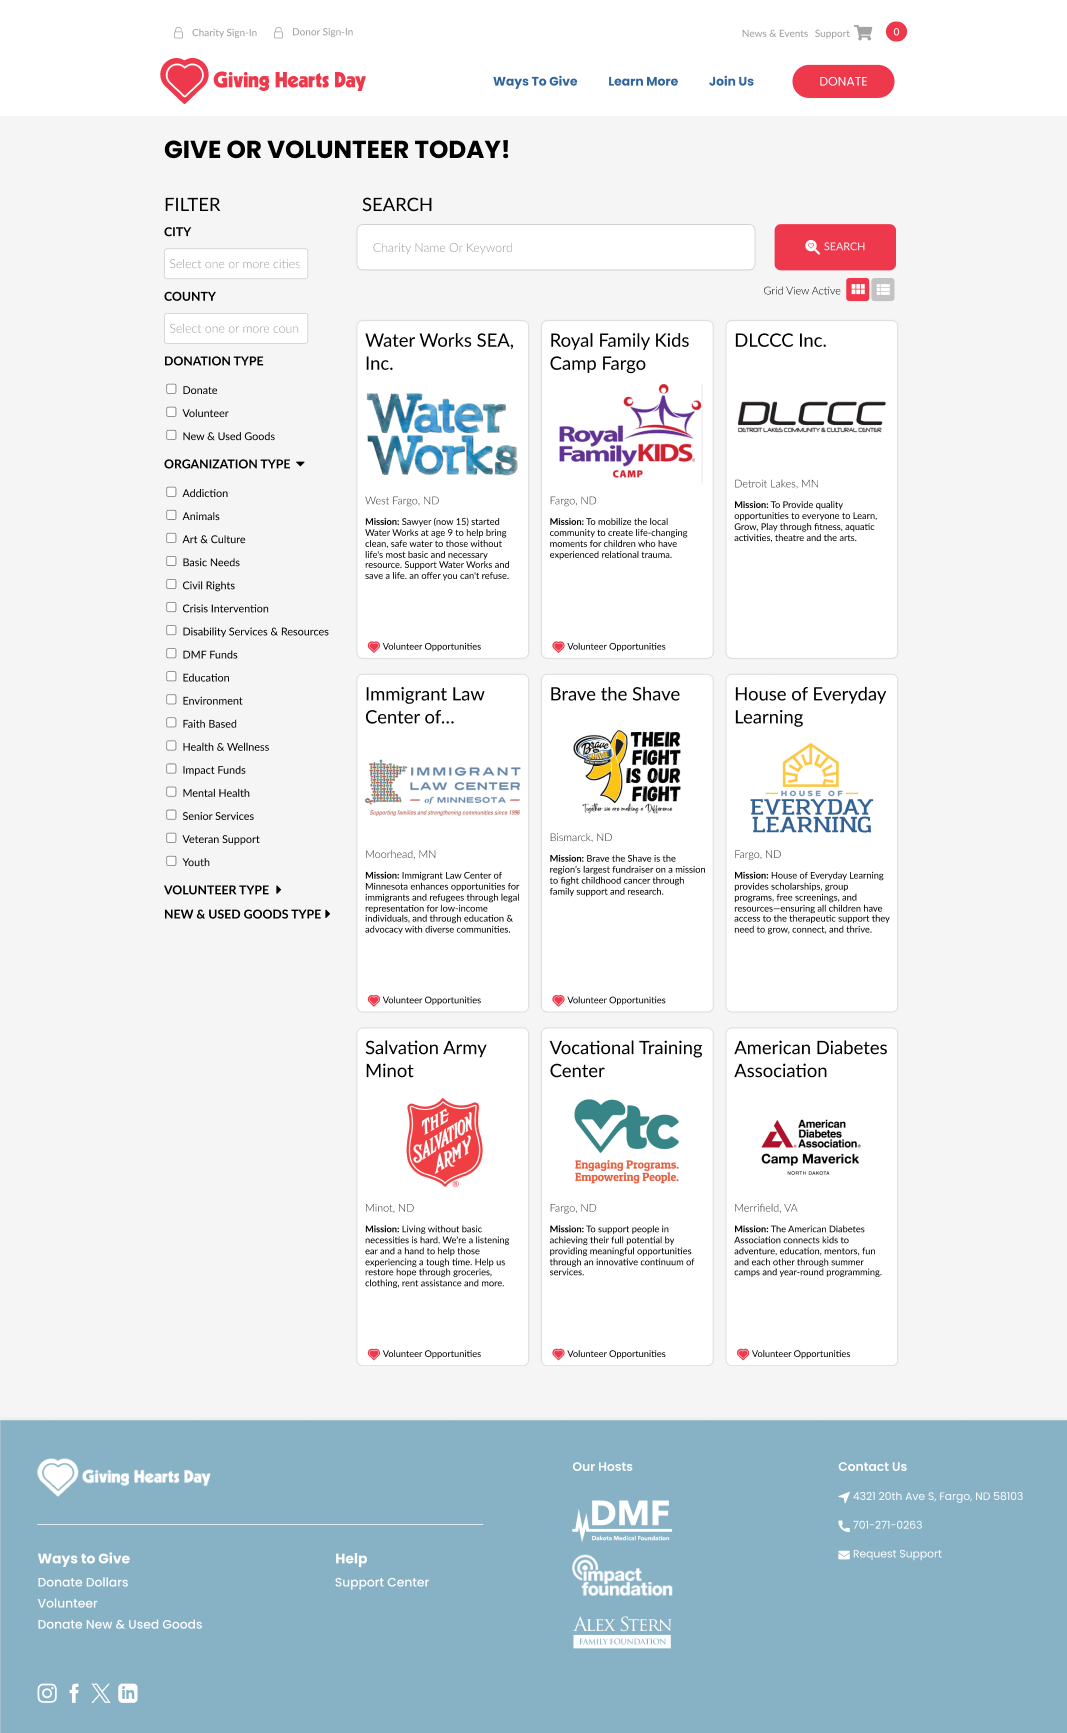 Charity Sign-In
Donor Sign-In
News & Events
Support
0
Giving Hearts Day
Ways To Give
Learn More
Join Us
DONATE
GIVE OR VOLUNTEER TODAY!
FILTER
CITY
Select one or more cities
COUNTY
Select one or more coun
DONATION TYPE
Donate
Volunteer
New & Used Goods
ORGANIZATION TYPE
Addiction
Animals
Art & Culture
Basic Needs
Civil Rights
Crisis Intervention
Disability Services & Resources
DMF Funds
Education
Environment
Faith Based
Health & Wellness
Impact Funds
Mental Health
Senior Services
Veteran Support
Youth
VOLUNTEER TYPE
NEW & USED GOODS TYPE
SEARCH
Charity Name Or Keyword
SEARCH
Grid View Active
Water Works SEA,
Inc.
Water
Works
West Fargo, ND
Mission: Sawyer (now 15) started
Water Works at age 9 to help bring
clean, safe water to those without
life's most basic and necessary
resource. Support Water Works and
save a life. an offer you can't refuse.
Volunteer Opportunities
Royal Family Kids
Camp Fargo
Royal
FamilyKIDS.
CAMP
Fargo, ND
Mission: To mobilize the local
community to create life-changing
moments for children who have
experienced relational trauma.
Volunteer Opportunities
DLCCC Inc.
DLCCC
DETROIT LAKES COMMUNITY & CULTURAL CENTER
Detroit Lakes, MN
Mission: To Provide quality
opportunities to everyone to Learn,
Grow, Play through fitness, aquatic
activities, theatre and the arts.
Immigrant Law
Center of...
IMMIGRANT
LAW CENTER
of MINNESOTA
Supporting families and strengthening communities since 1996
Moorhead, MN
Mission: Immigrant Law Center of
Minnesota enhances opportunities for
immigrants and refugees through legal
representation for low-income
individuals, and through education &
advocacy with diverse communities.
Volunteer Opportunities
Brave the Shave
Brave
THEIR
FIGHT
IS OUR
FIGHT
Together we are making a Difference
Bismarck, ND
Mission: Brave the Shave is the
region's largest fundraiser on a mission
to fight childhood cancer through
family support and research.
Volunteer Opportunities
House of Everyday
Learning
HOUSE OF
EVERYDAY
LEARNING
Fargo, ND
Mission: House of Everyday Learning
provides scholarships, group
programs, free screenings, and
resources—ensuring all children have
access to the therapeutic support they
need to grow, connect, and thrive.
Salvation Army
Minot
THE
SALVATION
ARMY
®
Minot, ND
Mission: Living without basic
necessities is hard. We're a listening
ear and a hand to help those
experiencing a tough time. Help us
restore hope through groceries,
clothing, rent assistance and more.
Volunteer Opportunities
Vocational Training
Center
vtc
Engaging Programs.
Empowering People.
Fargo, ND
Mission: To support people in
achieving their full potential by
providing meaningful opportunities
through an innovative continuum of
services.
Volunteer Opportunities
American Diabetes
Association
American
Diabetes
Association®
Camp Maverick
NORTH DAKOTA
Merrifield, VA
Mission: The American Diabetes
Association connects kids to
adventure, education, mentors, fun
and each other through summer
camps and year-round programming.
Volunteer Opportunities
Giving Hearts Day
Ways to Give
Donate Dollars
Volunteer
Donate New & Used Goods
Help
Support Center
Our Hosts
DMF
Dakota Medical Foundation
impact
foundation
ALEX STERN
FAMILY FOUNDATION
Contact Us
4321 20th Ave S, Fargo, ND 58103
701-271-0263
Request Support